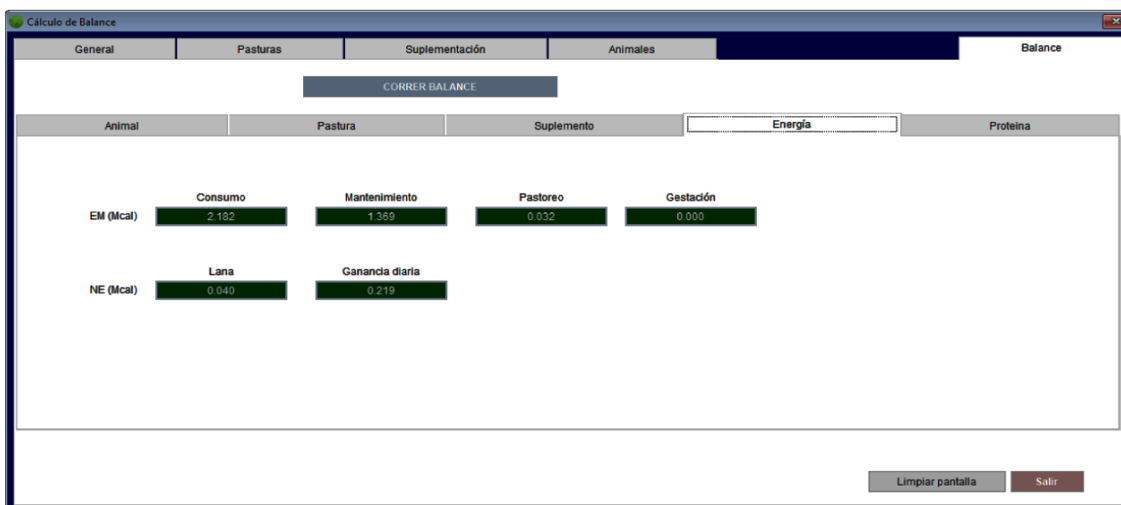 Cálculo de Balance
General Pasturas Suplementación Animales Balance
CORRER BALANCE
Animal Pastura Suplemento Energía Proteina
Consumo Mantenimiento Pastoreo Gestación
EM (Mcal) 2.182 1.369 0.032 0.000
Lana Ganancia diaria
NE (Mcal) 0.040 0.219
Limpiar pantalla Salir